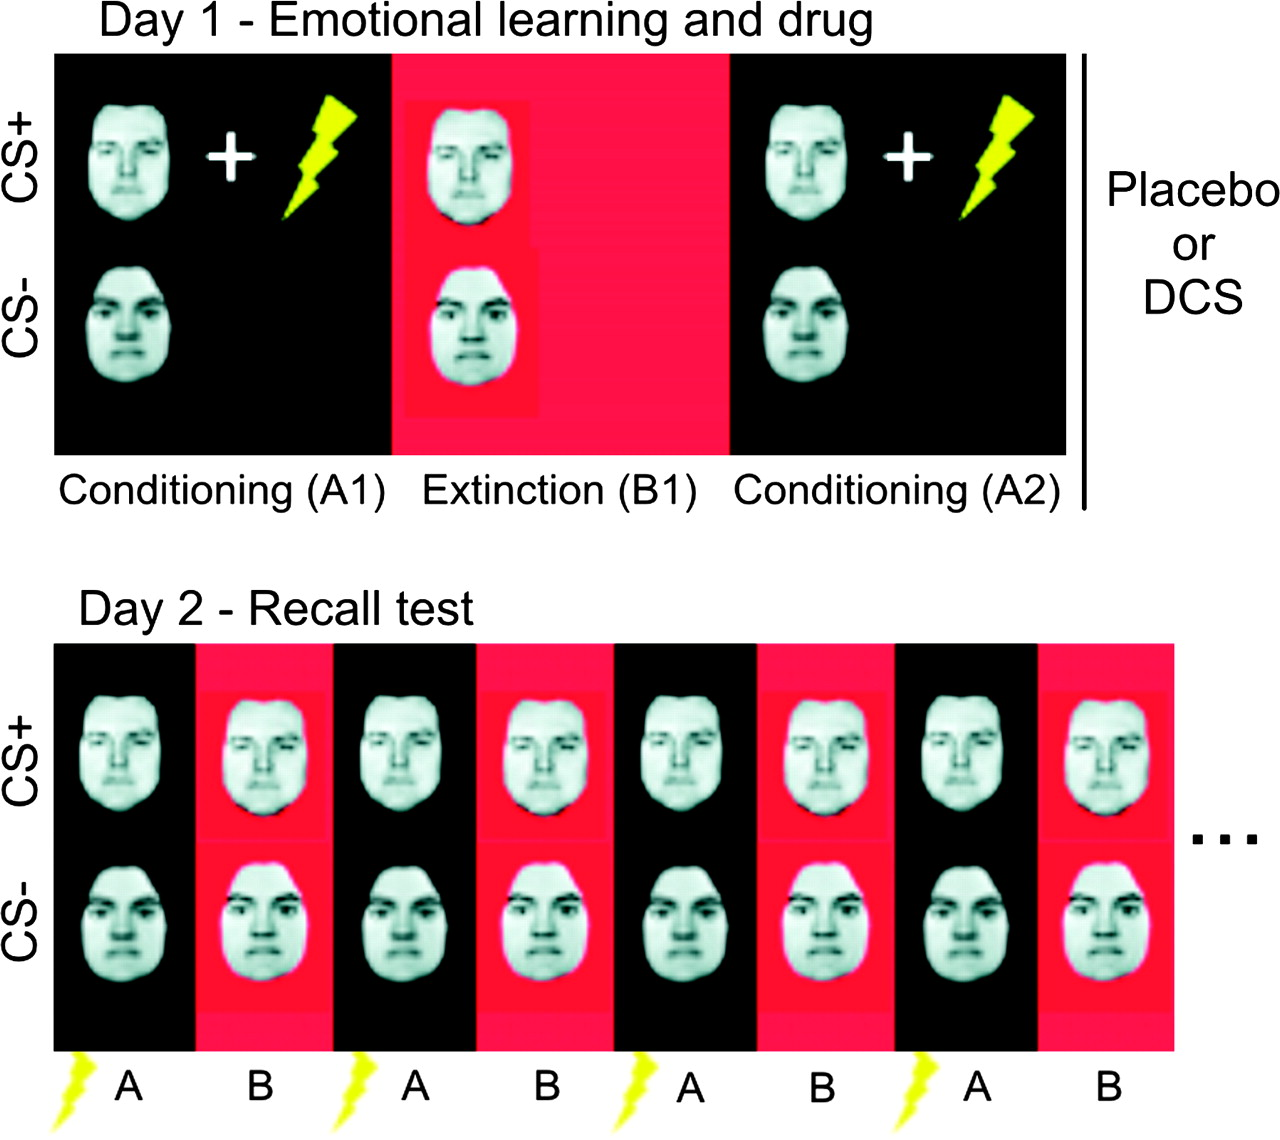 Day 1 - Emotional learning and drug
CS+
CS-
Placebo
or
DCS
Conditioning (A1) Extinction (B1) Conditioning (A2)
Day 2 - Recall test
CS+
CS-
...
A B A B A B A B